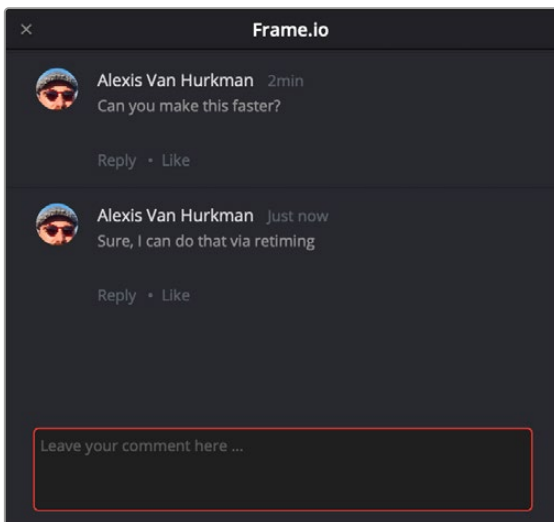 × Frame.io
Alexis Van Hurkman 2min
Can you make this faster?
Reply • Like
Alexis Van Hurkman Just now
Sure, I can do that via retiming
Reply • Like
Leave your comment here ...